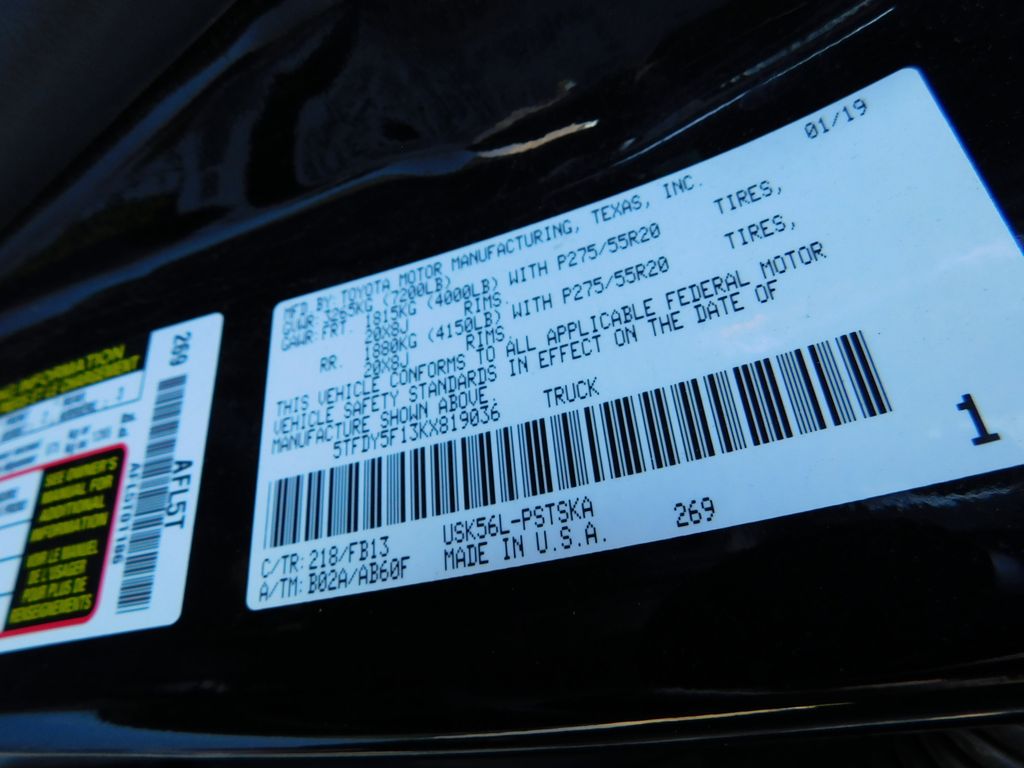 01/19
MFD. BY: TOYOTA MOTOR MANUFACTURING, TEXAS, INC.
GVWR: 3265KG (7200LB)
GAWR: FRT. 1815KG (4000LB) WITH P275/55R20 TIRES,
20X8J RIMS.
RR. 1880KG (4150LB) WITH P275/55R20 TIRES,
20X8J RIMS.
THIS VEHICLE CONFORMS TO ALL APPLICABLE FEDERAL MOTOR
VEHICLE SAFETY STANDARDS IN EFFECT ON THE DATE OF
MANUFACTURE SHOWN ABOVE.
5TFDY5F13KX819036 TRUCK
C/TR: 218/FB13 USK56L-PSTSKA 269
A/TM: B02A/AB60F MADE IN U.S.A.
1
269
AFL5T
AFL5T01186
SEE OWNER'S
MANUAL FOR
ADDITIONAL
INFORMATION
VOIR LE MANUEL
DE L'USAGER
POUR PLUS DE
RENSEIGNEMENTS